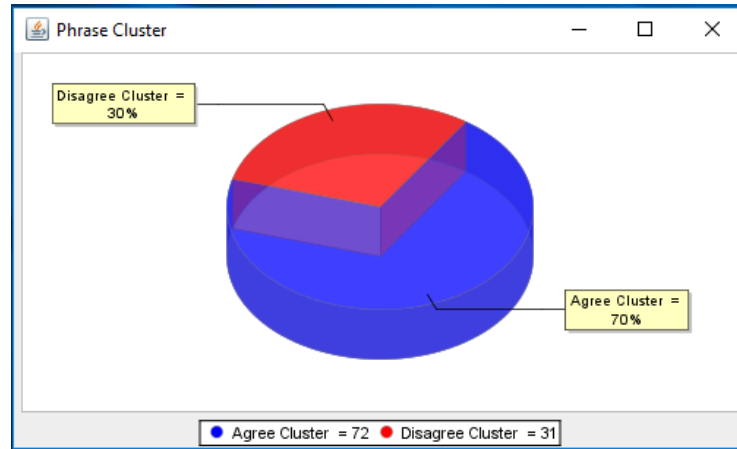 Phrase Cluster
Disagree Cluster =
30%
Agree Cluster =
70%
Agree Cluster = 72 Disagree Cluster = 31